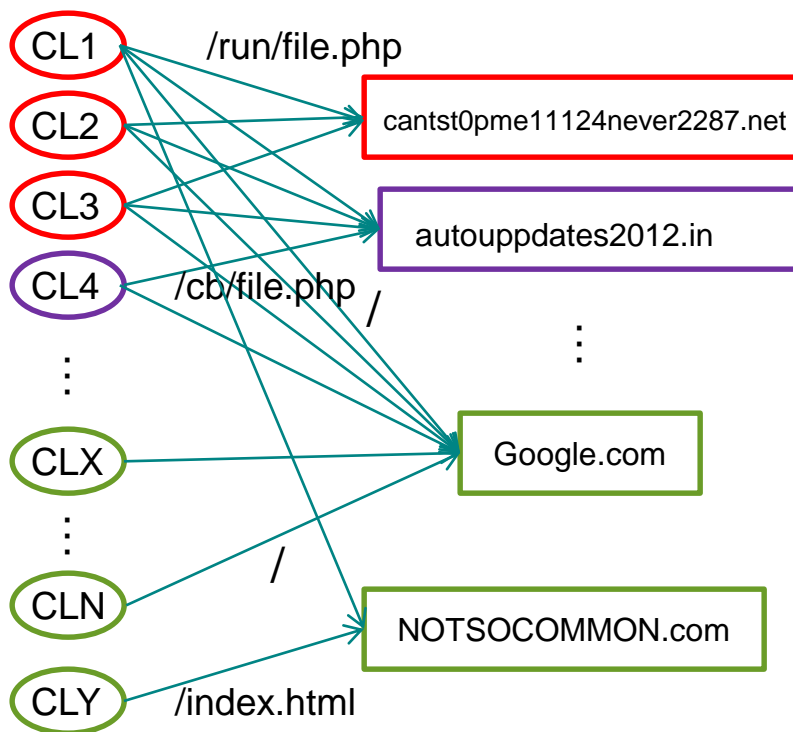 CL1
/run/file.php
cantst0pme11124never2287.net
CL2
CL3
autouppdates2012.in
CL4
/cb/file.php
/
⋮
⋮
CLX
Google.com
⋮
/
CLN
NOTSOCOMMON.com
CLY
/index.html